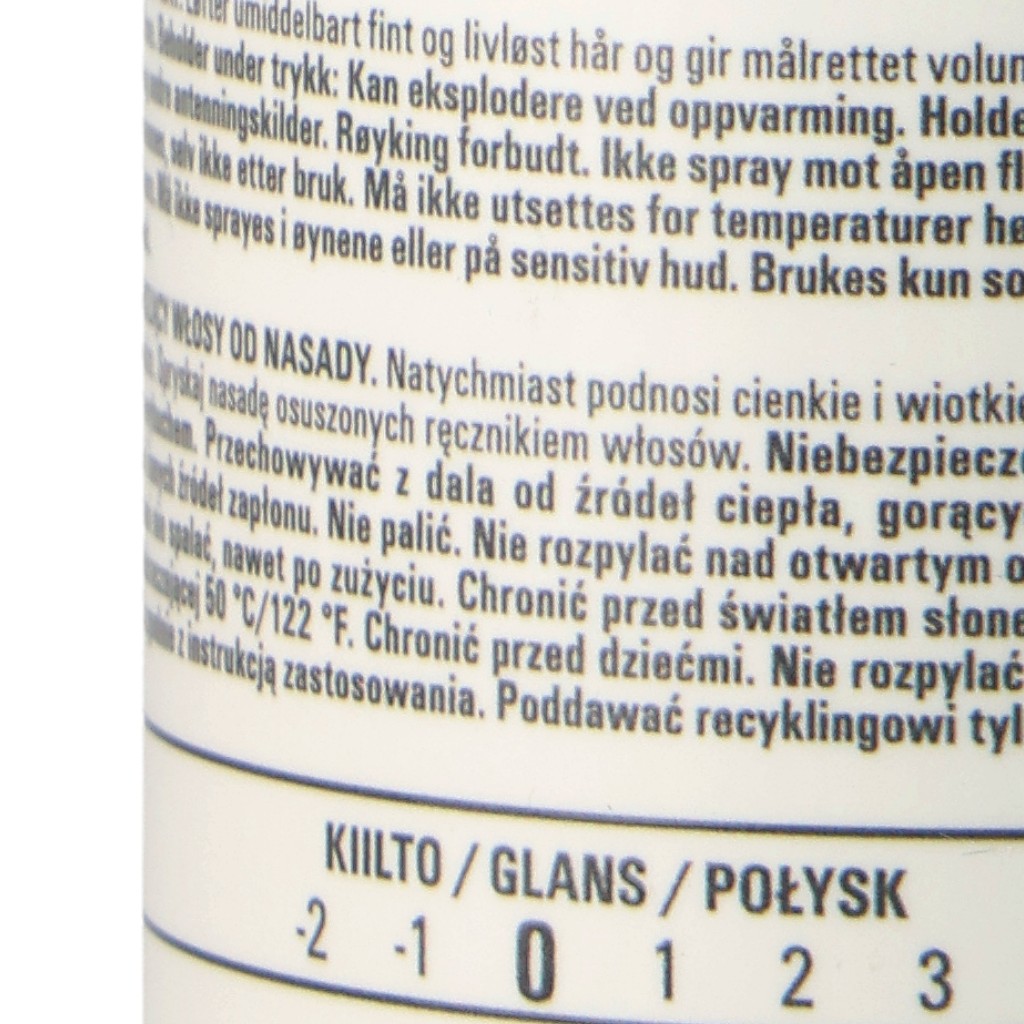 umiddelbart fint og livløst hår og gir målrettet volum
under trykk: Kan eksplodere ved oppvarming. Holde
antenningskilder. Røyking forbudt. Ikke spray mot åpen fl
selv ikke etter bruk. Må ikke utsettes for temperaturer hø
Må ikke sprayes i øynene eller på sensitiv hud. Brukes kun so
WŁOSY OD NASADY. Natychmiast podnosi cienkie i wiotkie
nasadę osuszonych ręcznikiem włosów. Niebezpiecze
Przechowywać z dala od źródeł ciepła, gorący
źródeł zapłonu. Nie palić. Nie rozpylać nad otwartym o
spalać, nawet po zużyciu. Chronić przed światłem słone
50 °C/122 °F. Chronić przed dziećmi. Nie rozpylać
z instrukcją zastosowania. Poddawać recyklingowi tyl
KIILTO / GLANS / POŁYSK
-2 -1 0 1 2 3